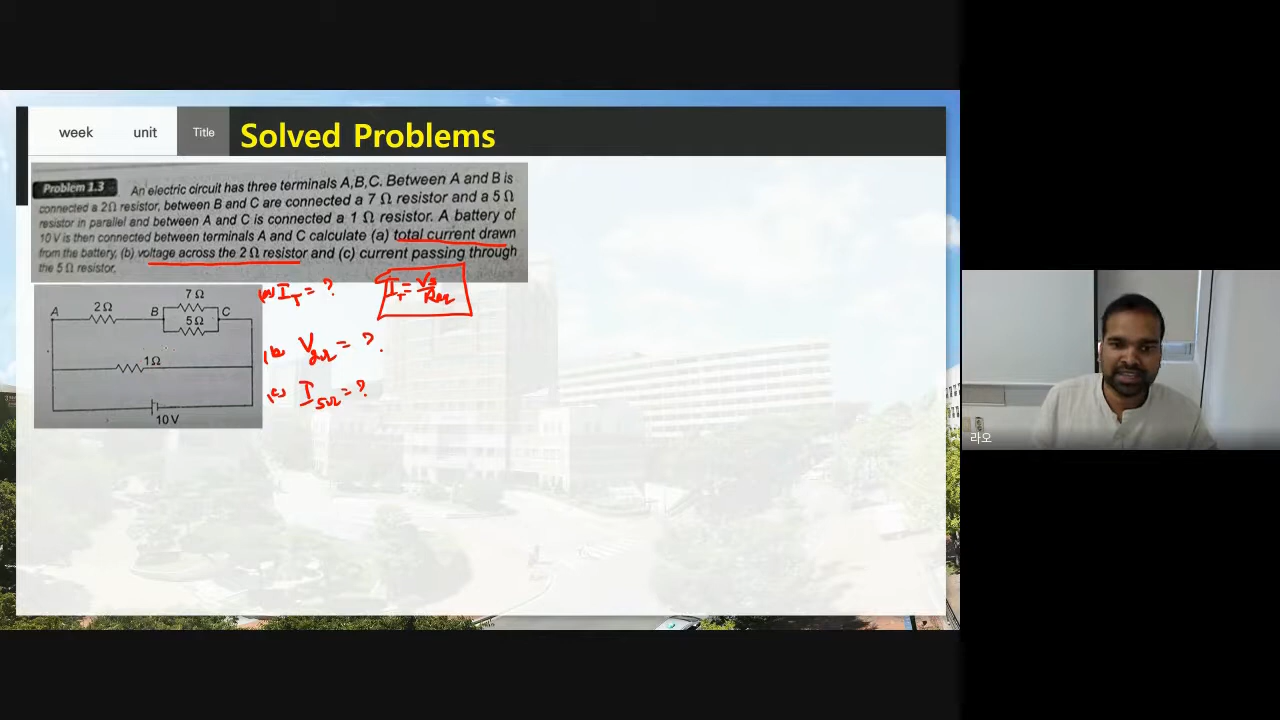 week unit Title Solved Problems
Problem 1.3 An electric circuit has three terminals A,B,C. Between A and B is
connected a 2Ω resistor, between B and C are connected a 7 Ω resistor and a 5 Ω
resistor in parallel and between A and C is connected a 1 Ω resistor. A battery of
10 V is then connected between terminals A and C calculate (a) total current drawn
from the battery, (b) voltage across the 2 Ω resistor and (c) current passing through
the 5 Ω resistor.
(a) I_T = ? I_T = V_s/R_eq
7 Ω
A 2 Ω B C
5 Ω
(b) V_2Ω = ?
1 Ω
(c) I_5Ω = ?
10 V
라오